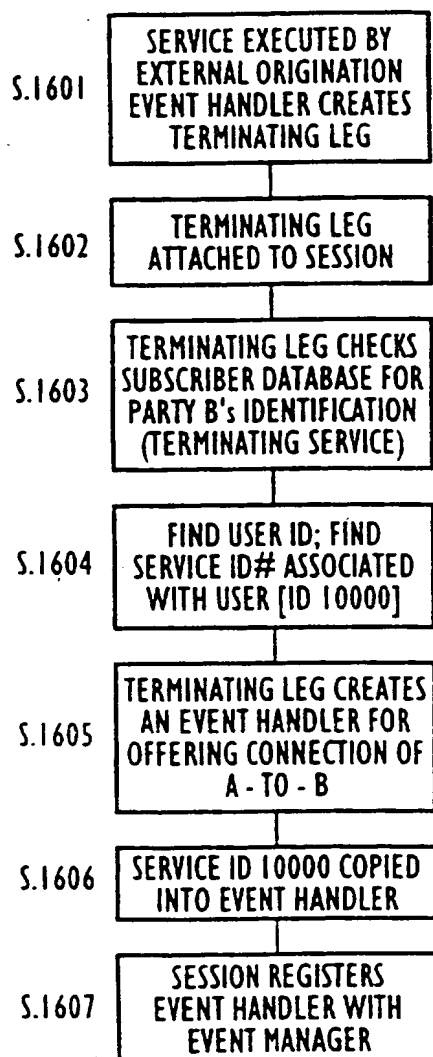 S.1601
SERVICE EXECUTED BY
EXTERNAL ORIGINATION
EVENT HANDLER CREATES
TERMINATING LEG
S.1602
TERMINATING LEG
ATTACHED TO SESSION
S.1603
TERMINATING LEG CHECKS
SUBSCRIBER DATABASE FOR
PARTY B's IDENTIFICATION
(TERMINATING SERVICE)
S.1604
FIND USER ID; FIND
SERVICE ID# ASSOCIATED
WITH USER [ID 10000]
S.1605
TERMINATING LEG CREATES
AN EVENT HANDLER FOR
OFFERING CONNECTION OF
A - TO - B
S.1606
SERVICE ID 10000 COPIED
INTO EVENT HANDLER
S.1607
SESSION REGISTERS
EVENT HANDLER WITH
EVENT MANAGER